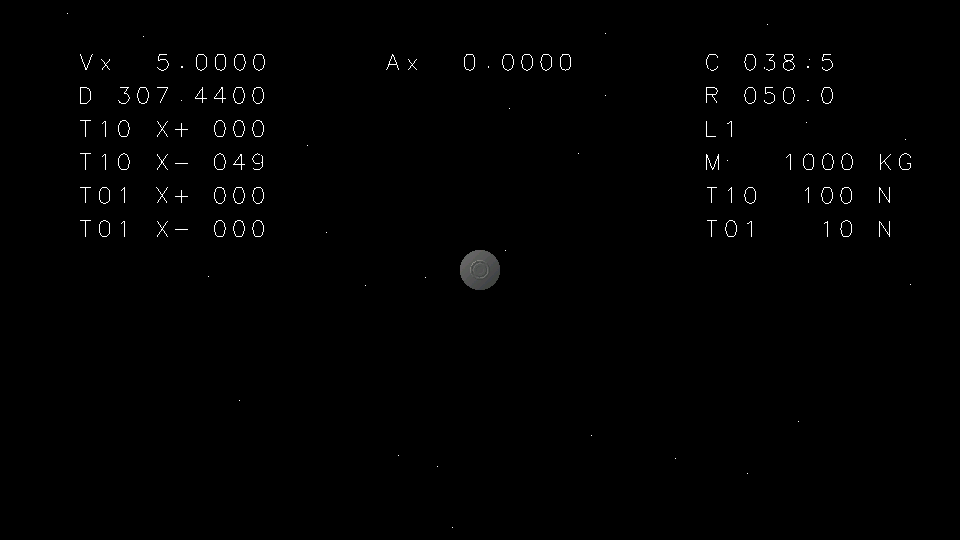 Vx 5.0000 Ax 0.0000 C 038.5
D 307.4400 R 050.0
T10 X+ 000 L1
T10 X- 049 M 1000 KG
T01 X+ 000 T10 100 N
T01 X- 000 T01 10 N